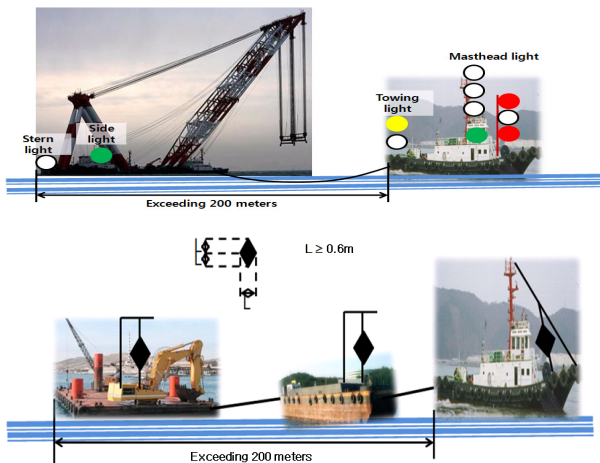 Masthead light
Towing
light
Side
light
Stern
light
Exceeding 200 meters
L
L
L ≥ 0.6m
L
Exceeding 200 meters